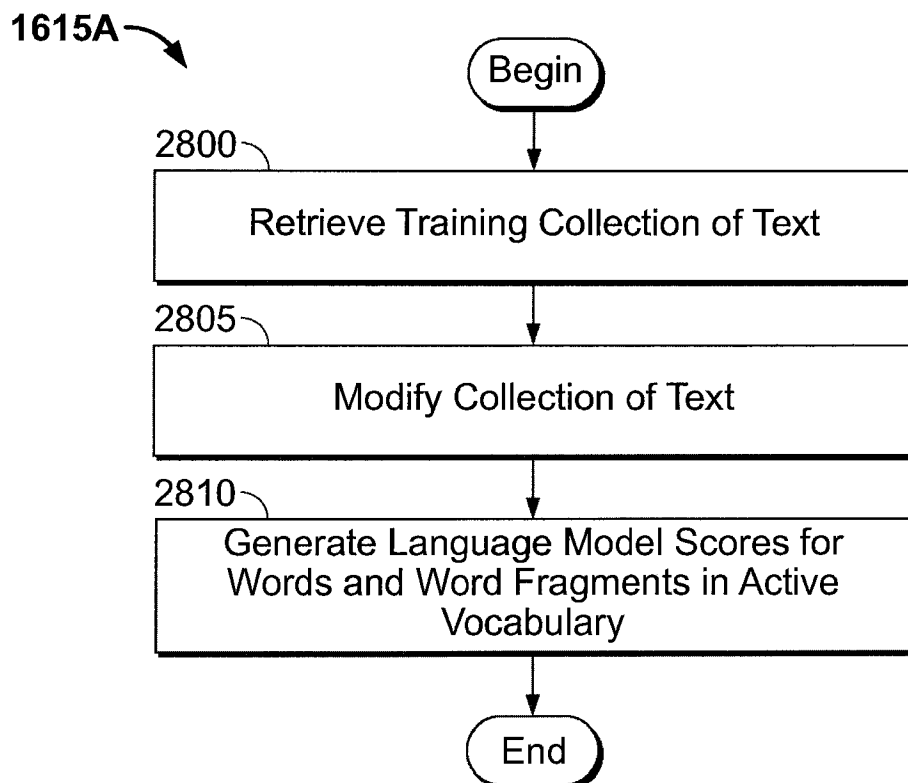 1615A
Begin
2800
Retrieve Training Collection of Text
2805
Modify Collection of Text
2810
Generate Language Model Scores for
Words and Word Fragments in Active
Vocabulary
End